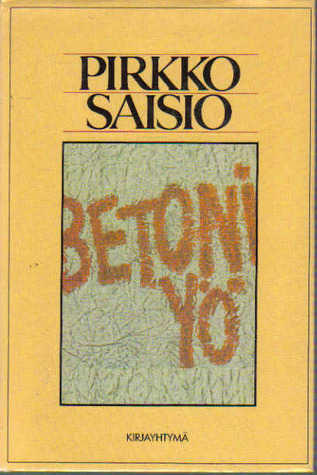 PIRKKO
SAISIO
BETONI
YÖ
KIRJAYHTYMÄ